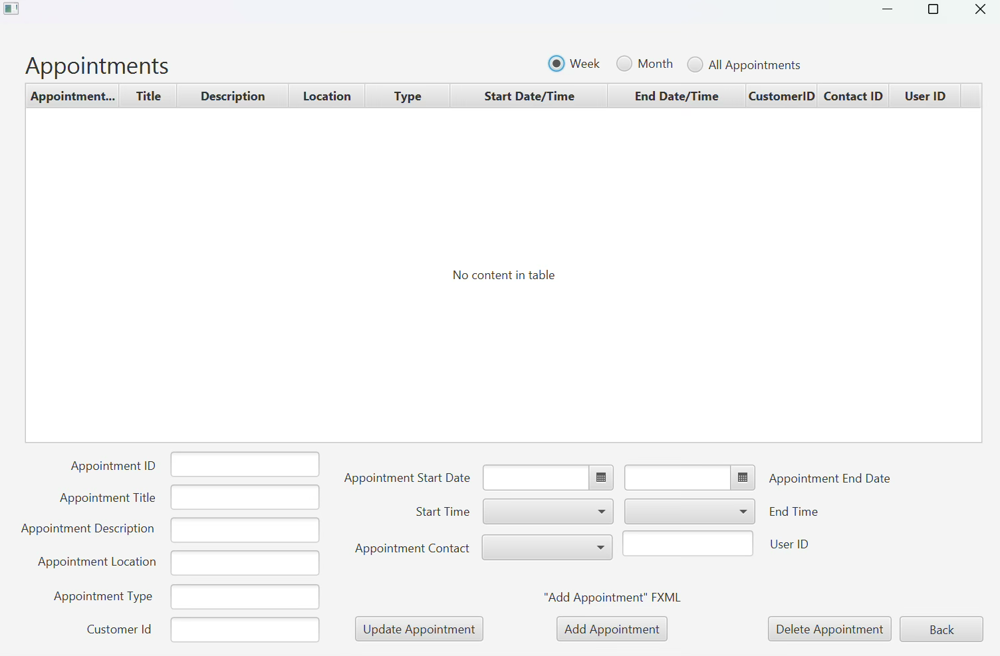 Appointments
Week Month All Appointments
Appointment... Title Description Location Type Start Date/Time End Date/Time CustomerID Contact ID User ID
No content in table
Appointment ID
Appointment Title
Appointment Description
Appointment Location
Appointment Type
Customer Id
Appointment Start Date Appointment End Date
Start Time End Time
Appointment Contact User ID
"Add Appointment" FXML
Update Appointment Add Appointment Delete Appointment Back